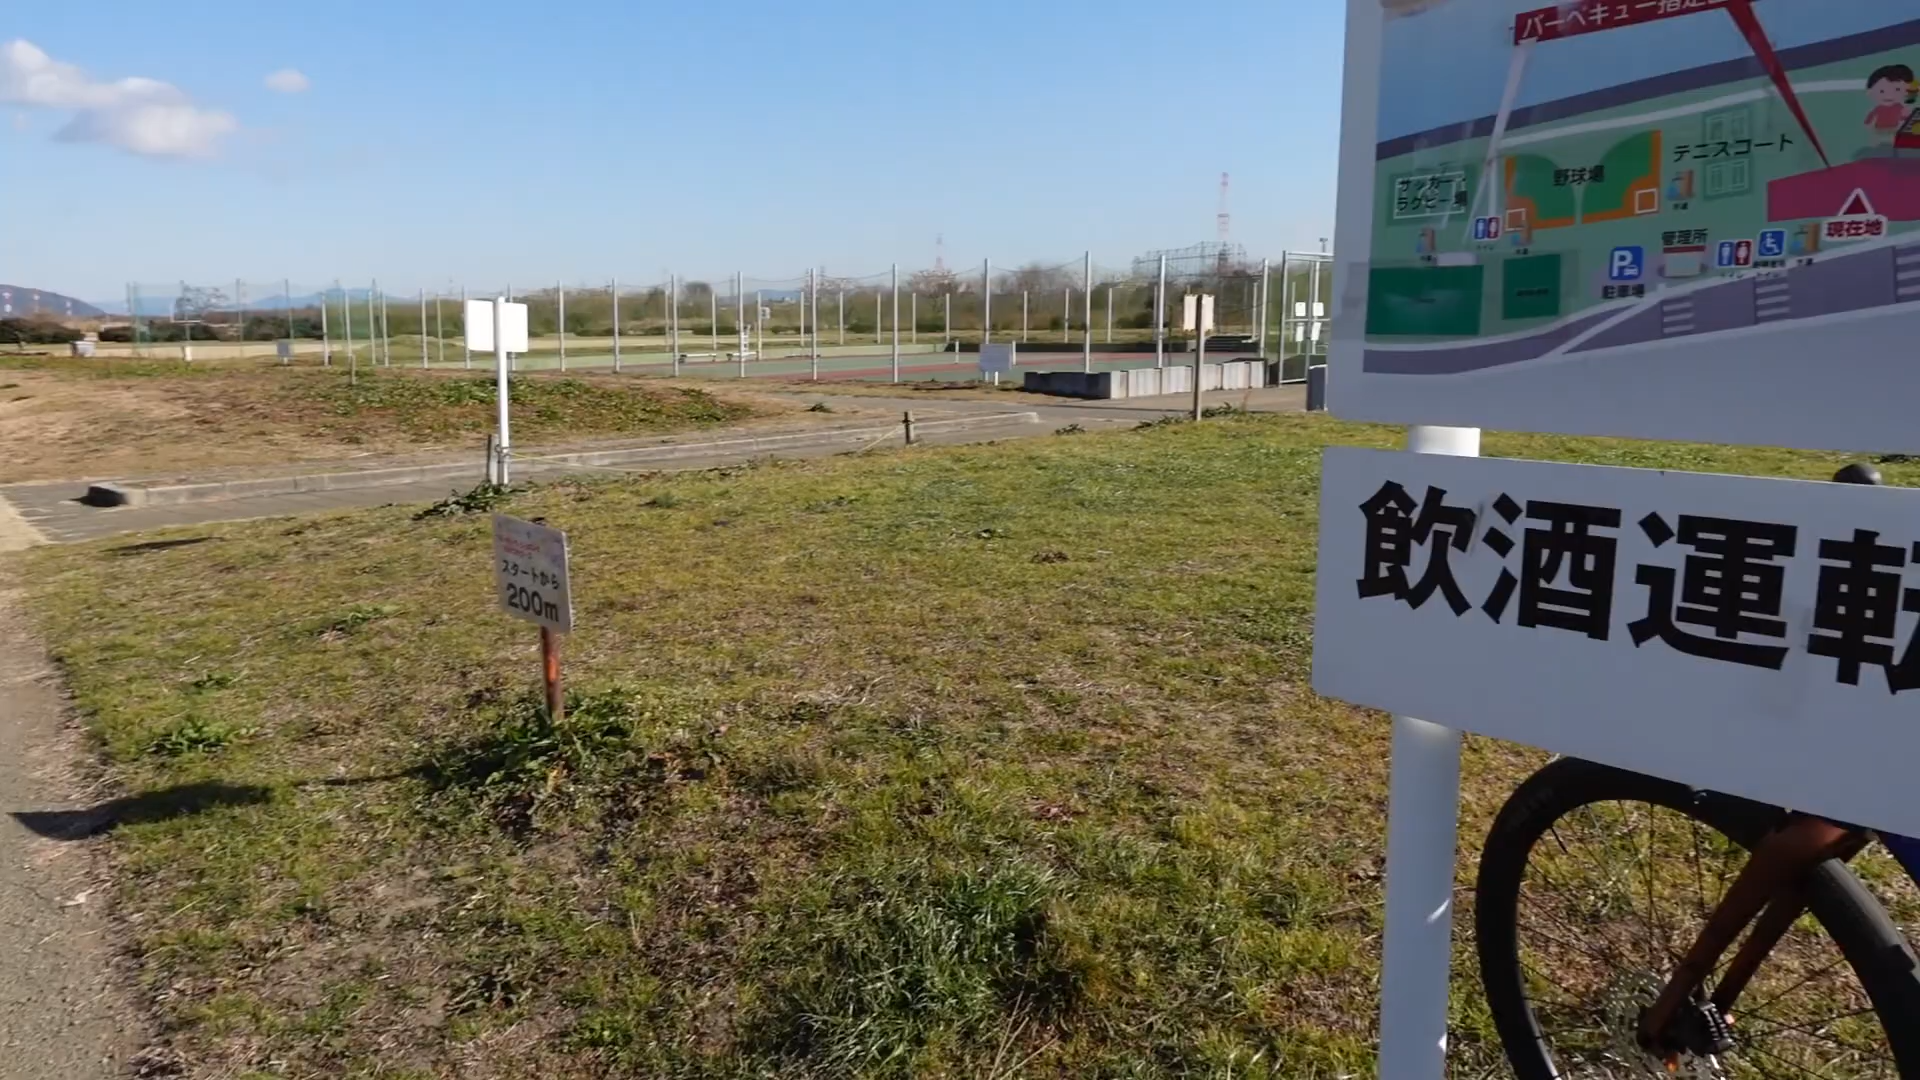 バーベキュー指定
テニスコート
野球場
サッカー・
ラグビー場
管理所
現在地
P
駐車場
飲酒運転
スタートから
200m